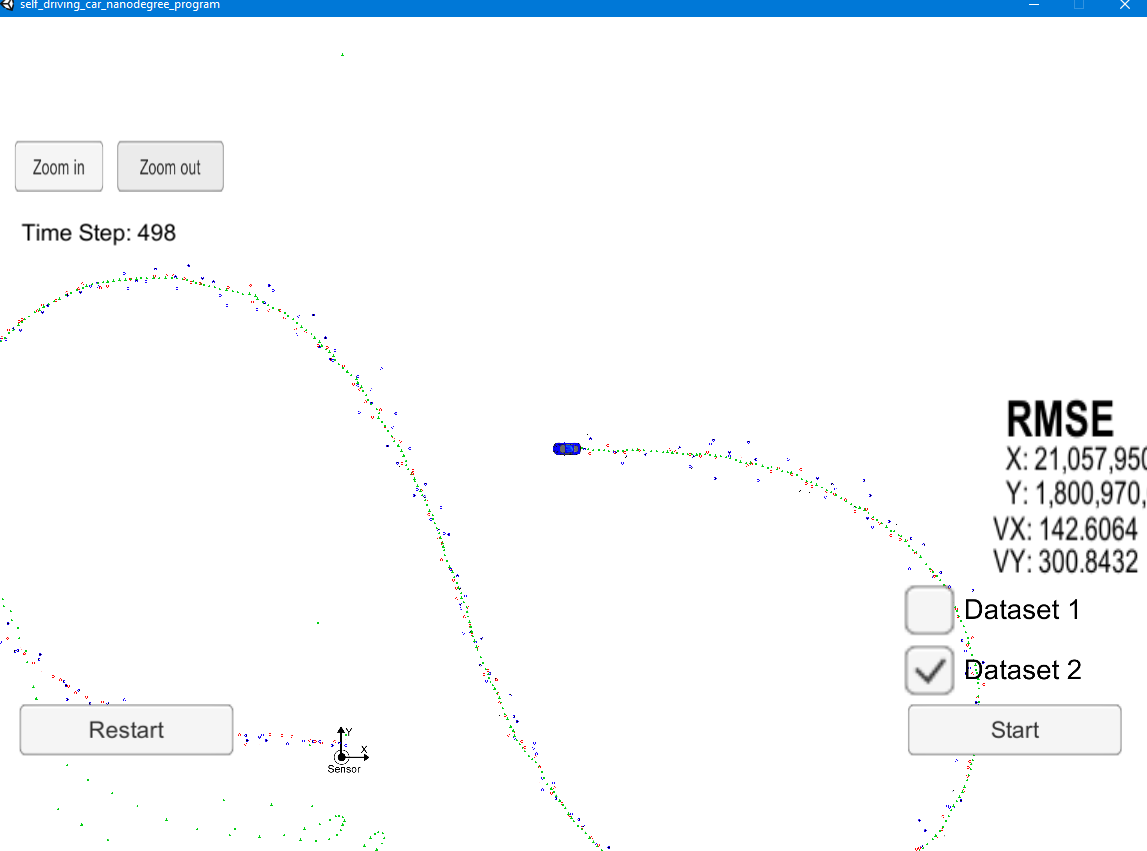 self_driving_car_nanodegree_program
Zoom in
Zoom out
Time Step: 498
RMSE
X: 21,057,950
Y: 1,800,970,
VX: 142.6064
VY: 300.8432
Dataset 1
Dataset 2
Restart
Start
Y
X
Sensor